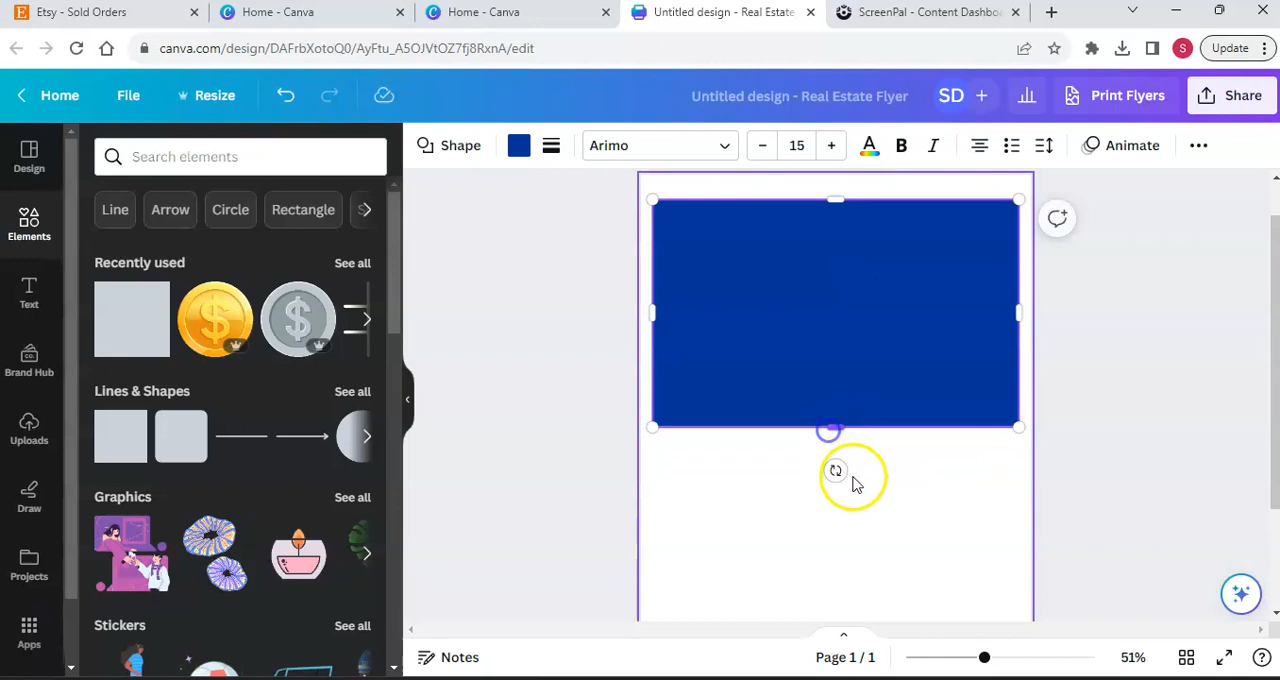 Etsy - Sold Orders
Home - Canva
Home - Canva
Untitled design - Real Estate
ScreenPal - Content Dashbo
canva.com/design/DAFrbXotoQ0/AyFtu_A5OJVtOZ7fj8RxnA/edit
S
Update
Home
File
Resize
Untitled design - Real Estate Flyer
SD
Print Flyers
Share
Design
Elements
Text
Brand Hub
Uploads
Draw
Projects
Apps
Search elements
Line
Arrow
Circle
Rectangle
Recently used
See all
Lines & Shapes
See all
Graphics
See all
Stickers
See all
Shape
Arimo
15
A
B
I
Animate
Notes
Page 1 / 1
51%